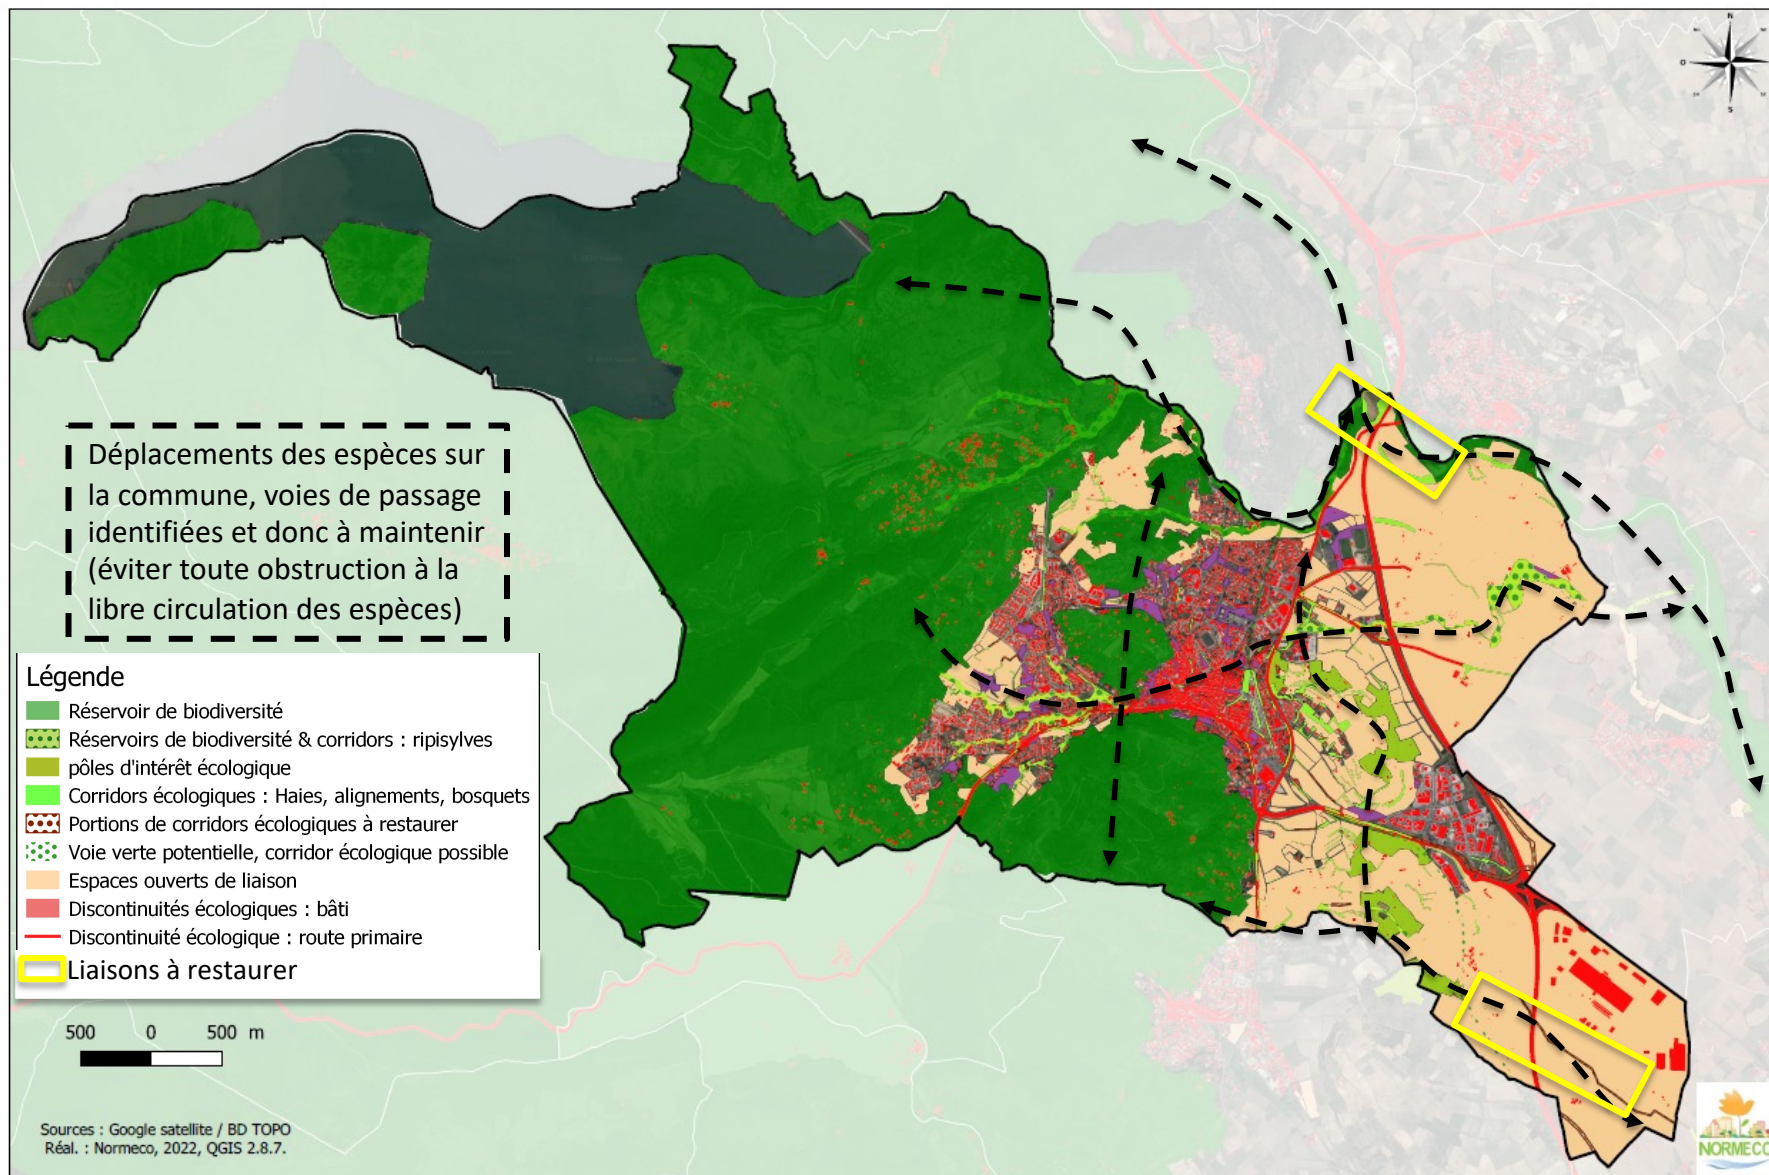 N
O
S
Déplacements des espèces sur
la commune, voies de passage
identifiées et donc à maintenir
(éviter toute obstruction à la
libre circulation des espèces)
Légende
Réservoir de biodiversité
Réservoirs de biodiversité & corridors : ripisylves
pôles d'intérêt écologique
Corridors écologiques : Haies, alignements, bosquets
Portions de corridors écologiques à restaurer
Voie verte potentielle, corridor écologique possible
Espaces ouverts de liaison
Discontinuités écologiques : bâti
Discontinuité écologique : route primaire
Liaisons à restaurer
500 0 500 m
Sources : Google satellite / BD TOPO
Réal. : Normeco, 2022, QGIS 2.8.7.
NORMECO